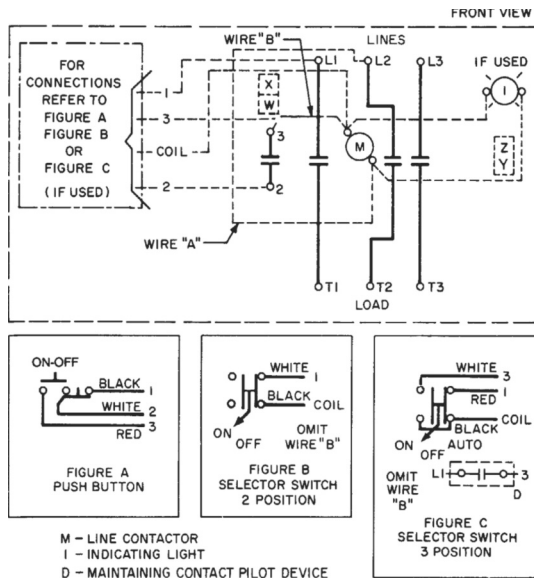 FRONT VIEW
WIRE "B"
LINES
L1
L2
L3
IF USED
FOR
CONNECTIONS
REFER TO
FIGURE A
FIGURE B
OR
FIGURE C
(IF USED)
1
3
COIL
2
X
W
3
2
M
I
Z
Y
WIRE "A"
T1
T2
T3
LOAD
ON-OFF
BLACK 1
WHITE 2
RED 3
FIGURE A
PUSH BUTTON
WHITE 1
BLACK COIL
ON
OFF
OMIT
WIRE "B"
FIGURE B
SELECTOR SWITCH
2 POSITION
WHITE 3
RED 1
COIL
BLACK
ON
OFF
AUTO
OMIT
WIRE
"B"
L1
3
D
FIGURE C
SELECTOR SWITCH
3 POSITION
M - LINE CONTACTOR
I - INDICATING LIGHT
D - MAINTAINING CONTACT PILOT DEVICE